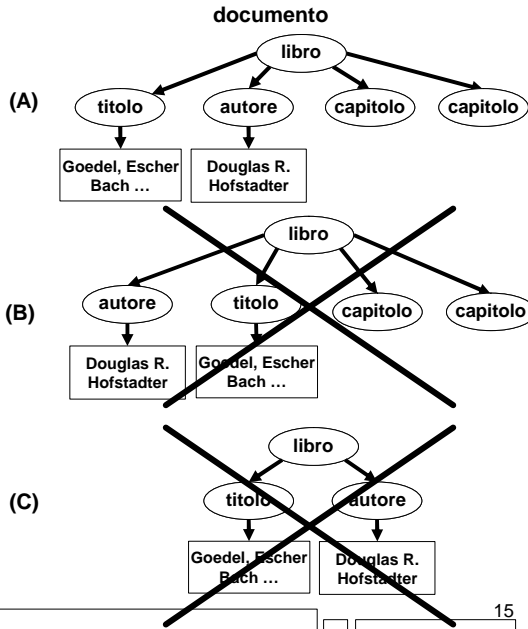 documento
libro
(A)
titolo autore capitolo capitolo
Goedel, Escher Douglas R.
Bach ... Hofstadter
libro
autore titolo capitolo capitolo
(B)
Douglas R. Goedel, Escher
Hofstadter Bach ...
libro
(C)
titolo autore
Goedel, Escher Douglas R.
Bach ... Hofstadter
15